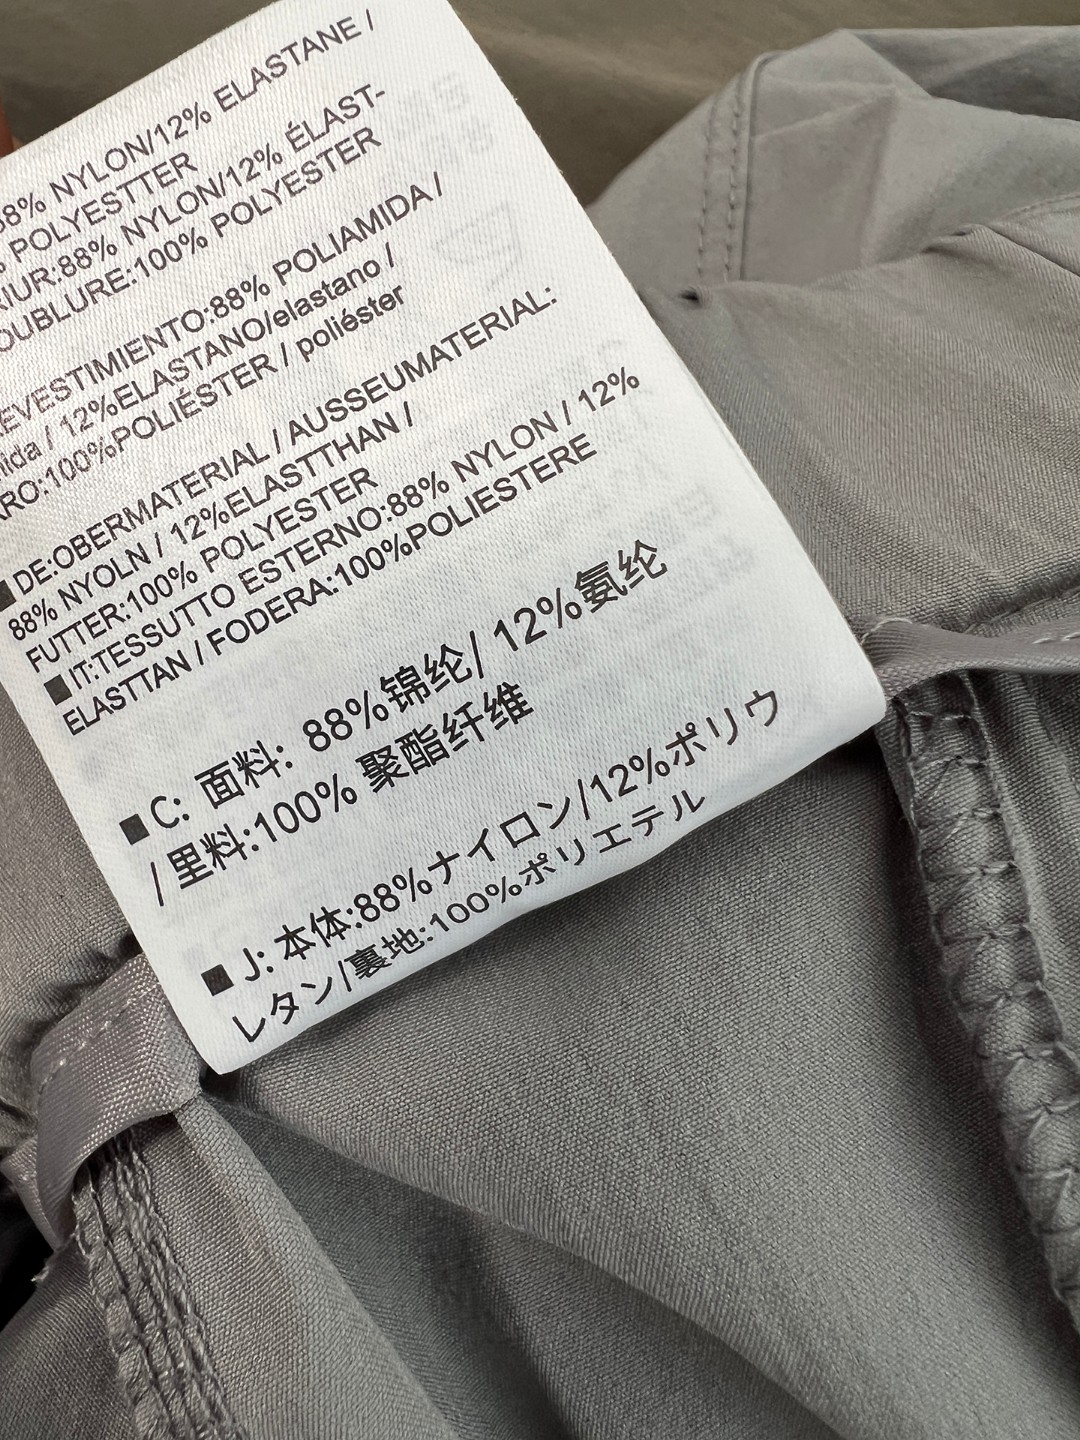 88% NYLON/12% ELASTANE /
% POLYESTTER
RIUR:88% NYLON/12% ÉLAST-
OUBLURE:100% POLYESTER
REVESTIMIENTO:88% POLIAMIDA /
mida / 12%ELASTANO/elastano /
RRO:100%POLIÉSTER / poliéster
■DE:OBERMATERIAL / AUSSEUMATERIAL:
88% NYOLN / 12%ELASTTHAN /
FUTTER:100% POLYESTER
■IT:TESSUTTO ESTERNO:88% NYLON / 12%
ELASTTAN / FODERA:100%POLIESTERE
■C: 面料: 88%锦纶/ 12%氨纶
/ 里料:100% 聚酯纤维
■ J: 本体:88%ナイロン/12%ポリウ
レタン/裏地:100%ポリエテル